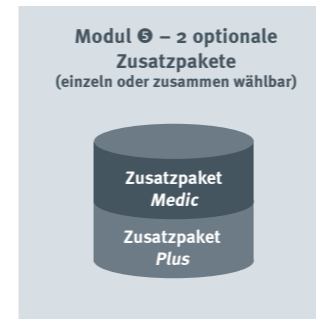 Modul ❺ – 2 optionale
Zusatzpakete
(einzeln oder zusammen wählbar)
Zusatzpaket
Medic
Zusatzpaket
Plus